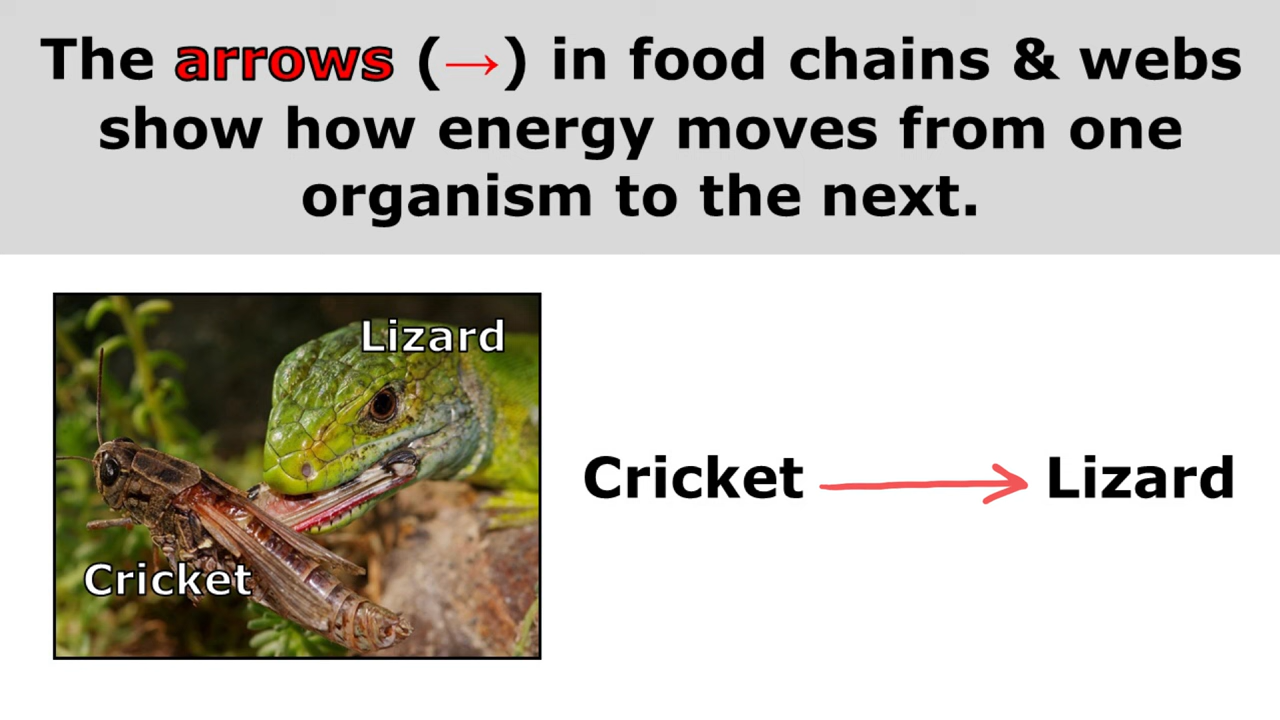 The arrows (→) in food chains & webs
show how energy moves from one
organism to the next.
Lizard
Cricket
Cricket → Lizard